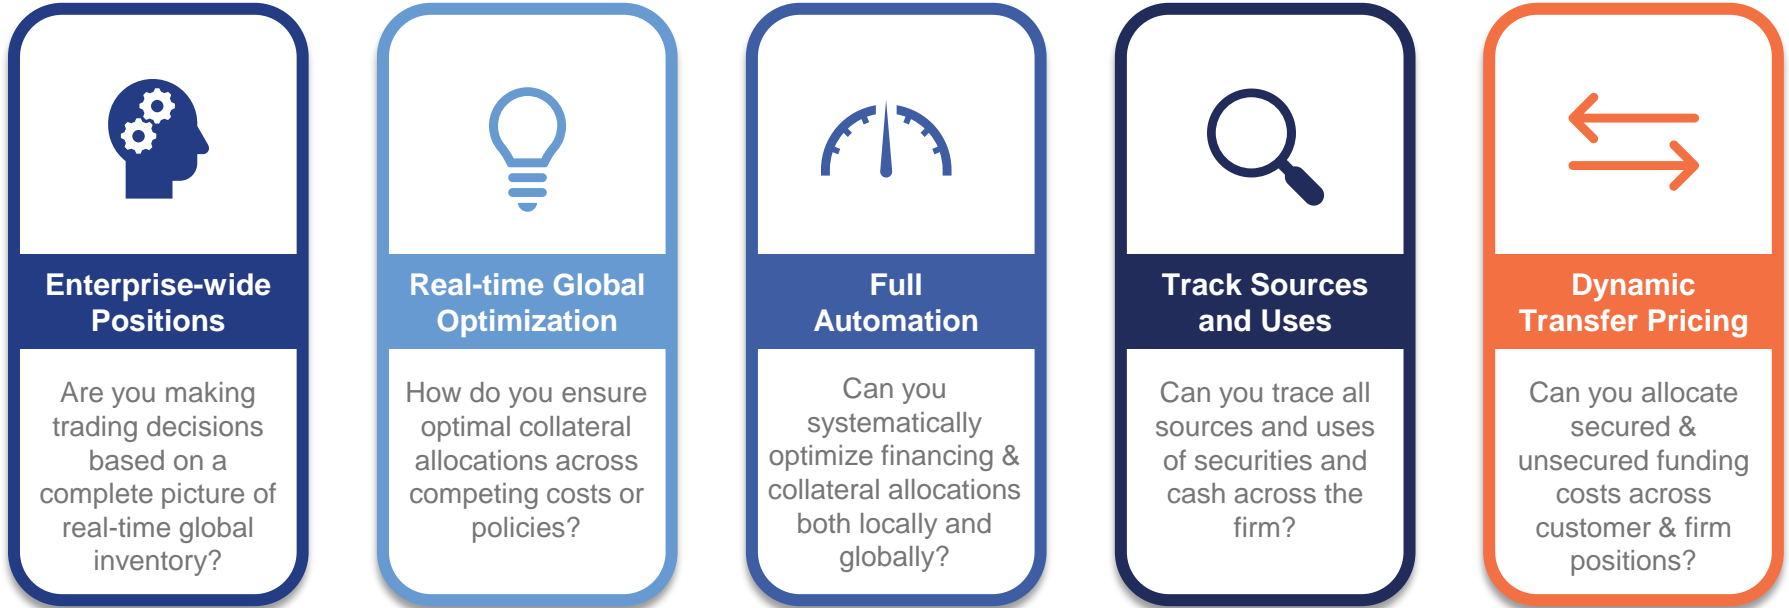 Enterprise-wide
Positions
Are you making
trading decisions
based on a
complete picture of
real-time global
inventory?
Real-time Global
Optimization
How do you ensure
optimal collateral
allocations across
competing costs or
policies?
Full
Automation
Can you
systematically
optimize financing &
collateral allocations
both locally and
globally?
Track Sources
and Uses
Can you trace all
sources and uses
of securities and
cash across the
firm?
Dynamic
Transfer Pricing
Can you allocate
secured &
unsecured funding
costs across
customer & firm
positions?